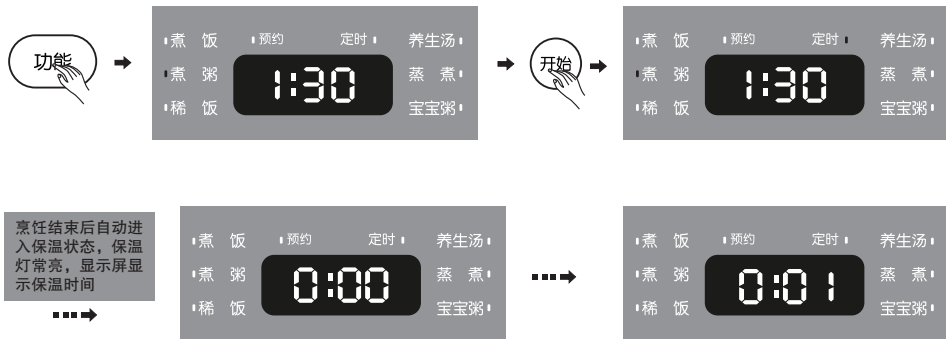 功能
煮 饭 预约 定时 养生汤
煮 粥 1:30 蒸 煮
稀 饭 宝宝粥
开始
煮 饭 预约 定时 养生汤
煮 粥 1:30 蒸 煮
稀 饭 宝宝粥
烹饪结束后自动进
入保温状态，保温
灯常亮，显示屏显
示保温时间
煮 饭 预约 定时 养生汤
煮 粥 0:00 蒸 煮
稀 饭 宝宝粥
煮 饭 预约 定时 养生汤
煮 粥 0:01 蒸 煮
稀 饭 宝宝粥